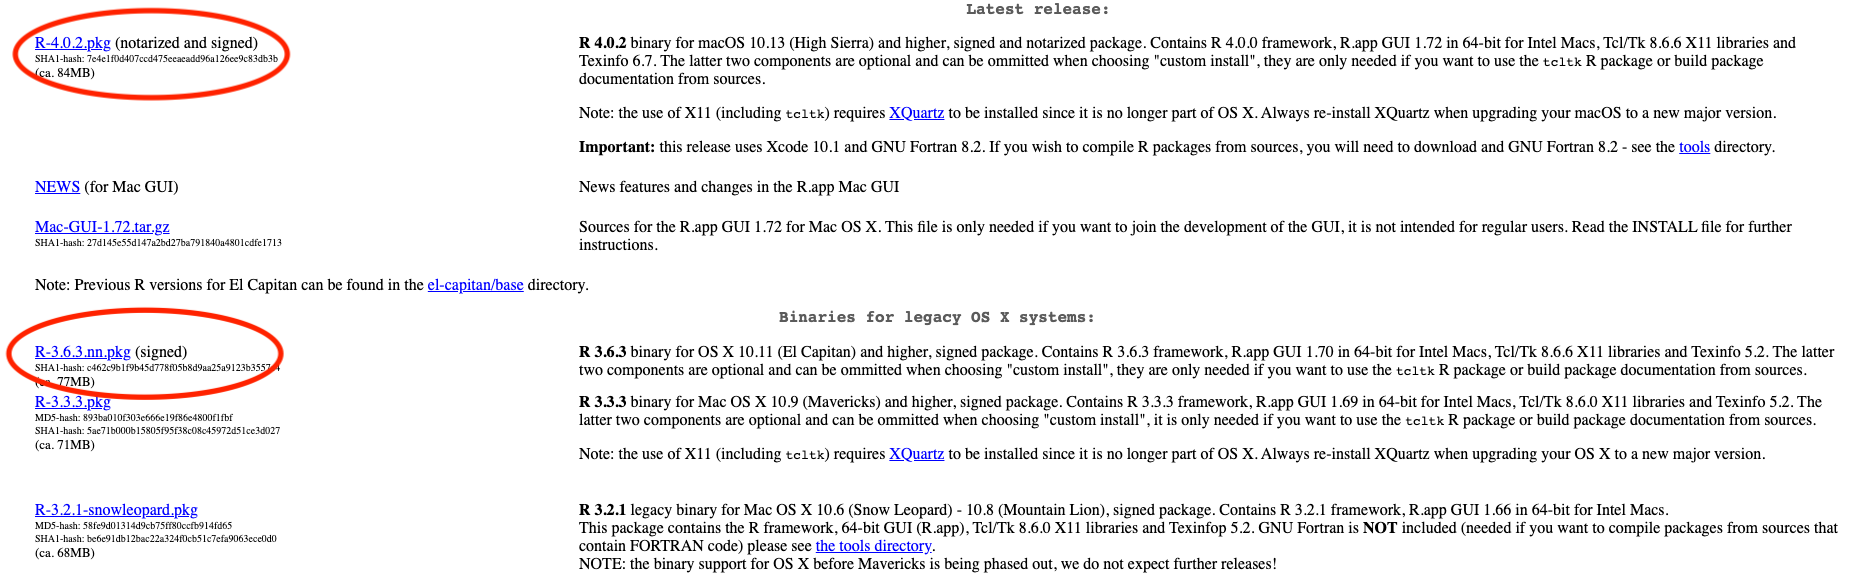 Latest release:
R-4.0.2.pkg (notarized and signed)
SHA1-hash: 7e4e1f0d407ccd475eeaeadd96a126ee9c83db3b
(ca. 84MB)
R 4.0.2 binary for macOS 10.13 (High Sierra) and higher, signed and notarized package. Contains R 4.0.0 framework, R.app GUI 1.72 in 64-bit for Intel Macs, Tcl/Tk 8.6.6 X11 libraries and
Texinfo 6.7. The latter two components are optional and can be ommitted when choosing "custom install", they are only needed if you want to use the tcltk R package or build package
documentation from sources.
Note: the use of X11 (including tcltk) requires XQuartz to be installed since it is no longer part of OS X. Always re-install XQuartz when upgrading your macOS to a new major version.
Important: this release uses Xcode 10.1 and GNU Fortran 8.2. If you wish to compile R packages from sources, you will need to download and GNU Fortran 8.2 - see the tools directory.
NEWS (for Mac GUI)
News features and changes in the R.app Mac GUI
Mac-GUI-1.72.tar.gz
SHA1-hash: 27d145e55d147a2bd27ba791840a4801cdfe1713
Sources for the R.app GUI 1.72 for Mac OS X. This file is only needed if you want to join the development of the GUI, it is not intended for regular users. Read the INSTALL file for further
instructions.
Note: Previous R versions for El Capitan can be found in the el-capitan/base directory.
Binaries for legacy OS X systems:
R-3.6.3.nn.pkg (signed)
SHA1-hash:
(ca. 77MB)
R 3.6.3 binary for OS X 10.11 (El Capitan) and higher, signed package. Contains R 3.6.3 framework, R.app GUI 1.70 in 64-bit for Intel Macs, Tcl/Tk 8.6.6 X11 libraries and Texinfo 5.2. The latter
two components are optional and can be ommitted when choosing "custom install", they are only needed if you want to use the tcltk R package or build package documentation from sources.
R-3.3.3.pkg
MD5-hash: 893ba010f303e666e19f86e4800f1fbf
SHA1-hash: 5ae71b000b15805f95f38c08c45972d51ce3d027
(ca. 71MB)
R 3.3.3 binary for Mac OS X 10.9 (Mavericks) and higher, signed package. Contains R 3.3.3 framework, R.app GUI 1.69 in 64-bit for Intel Macs, Tcl/Tk 8.6.0 X11 libraries and Texinfo 5.2. The
latter two components are optional and can be ommitted when choosing "custom install", it is only needed if you want to use the tcltk R package or build package documentation from sources.
Note: the use of X11 (including tcltk) requires XQuartz to be installed since it is no longer part of OS X. Always re-install XQuartz when upgrading your OS X to a new major version.
R-3.2.1-snowleopard.pkg
MD5-hash: 58fe9d01314d9cb75ff80ccfb914fd65
SHA1-hash: be6e91db12bac22a324f0cb51c7efa9063ece0d0
(ca. 68MB)
R 3.2.1 legacy binary for Mac OS X 10.6 (Snow Leopard) - 10.8 (Mountain Lion), signed package. Contains R 3.2.1 framework, R.app GUI 1.66 in 64-bit for Intel Macs.
This package contains the R framework, 64-bit GUI (R.app), Tcl/Tk 8.6.0 X11 libraries and Texinfop 5.2. GNU Fortran is NOT included (needed if you want to compile packages from sources that
contain FORTRAN code) please see the tools directory.
NOTE: the binary support for OS X before Mavericks is being phased out, we do not expect further releases!